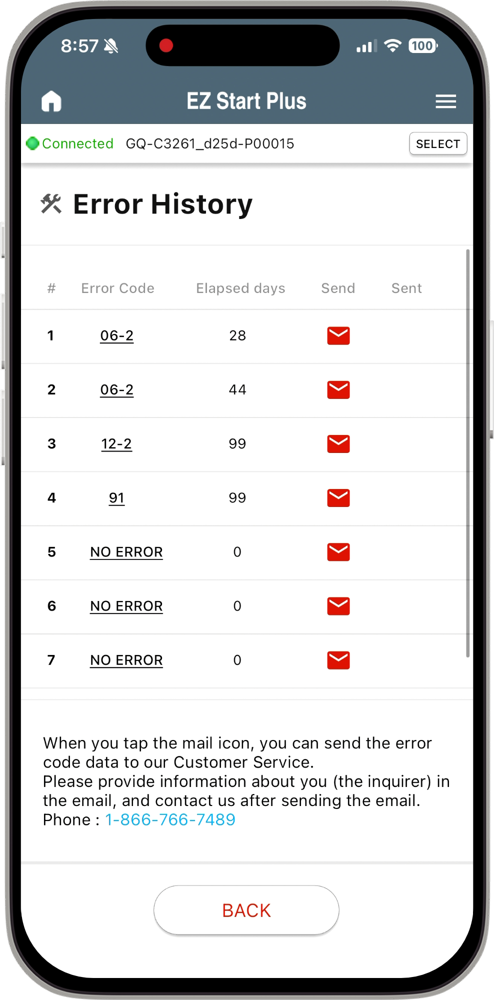 8:57 100
EZ Start Plus
Connected GQ-C3261_d25d-P00015 SELECT
Error History
# Error Code Elapsed days Send Sent
1 06-2 28
2 06-2 44
3 12-2 99
4 91 99
5 NO ERROR 0
6 NO ERROR 0
7 NO ERROR 0
When you tap the mail icon, you can send the error
code data to our Customer Service.
Please provide information about you (the inquirer) in
the email, and contact us after sending the email.
Phone : 1-866-766-7489
BACK